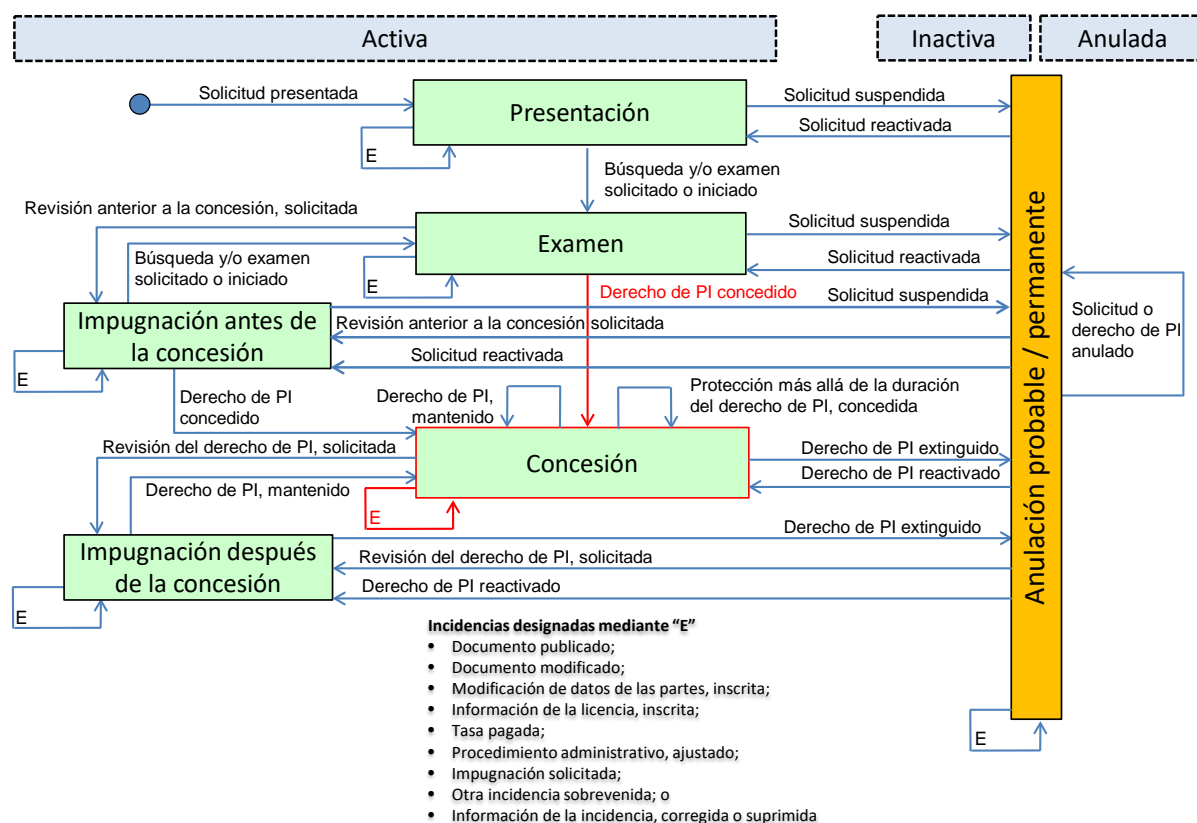 Activa
Inactiva
Anulada
Solicitud presentada
Presentación
Solicitud suspendida
Solicitud reactivada
E
Búsqueda y/o examen
solicitado o iniciado
Revisión anterior a la concesión, solicitada
Examen
Solicitud suspendida
Búsqueda y/o examen
solicitado o iniciado
E
Solicitud reactivada
Derecho de PI concedido
Solicitud suspendida
Impugnación antes de
la concesión
Revisión anterior a la concesión solicitada
Solicitud reactivada
E
Solicitud o
derecho de PI
anulado
Anulación probable / permanente
Derecho de PI
concedido
Derecho de PI,
mantenido
Protección más allá de la duración
del derecho de PI, concedida
Revisión del derecho de PI, solicitada
Concesión
Derecho de PI extinguido
Derecho de PI reactivado
Derecho de PI, mantenido
E
Derecho de PI extinguido
Impugnación después
de la concesión
Revisión del derecho de PI, solicitada
Derecho de PI reactivado
E
Incidencias designadas mediante “E”
• Documento publicado;
• Documento modificado;
• Modificación de datos de las partes, inscrita;
• Información de la licencia, inscrita;
• Tasa pagada;
• Procedimiento administrativo, ajustado;
• Impugnación solicitada;
• Otra incidencia sobrevenida; o
• Información de la incidencia, corregida o suprimida
E